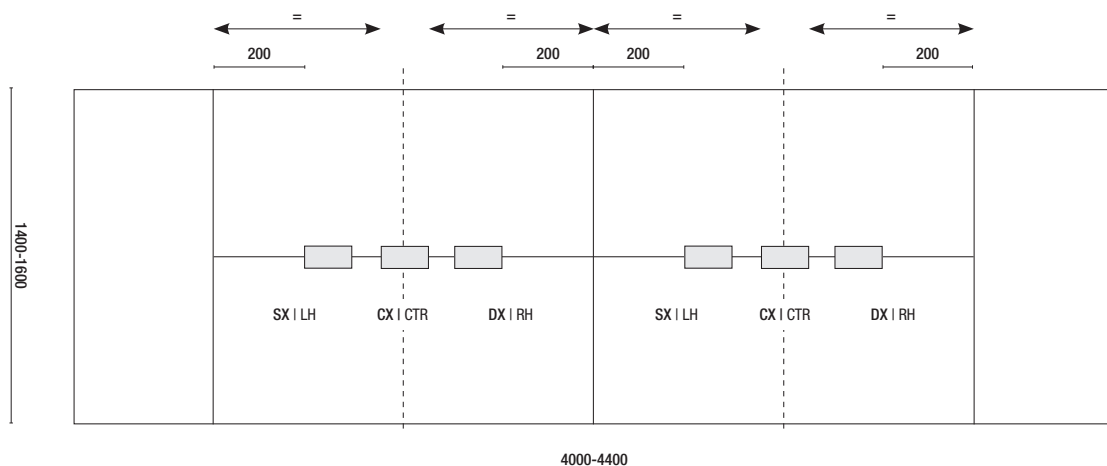 = = = =
200 200 200 200
1400-1600
SX | LH CX | CTR DX | RH SX | LH CX | CTR DX | RH
4000-4400